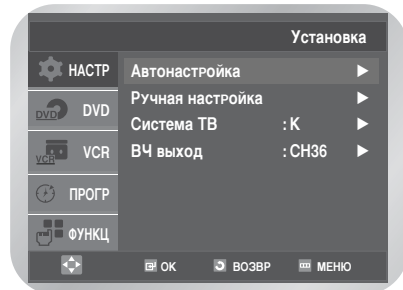 Установка
НАСТР
Автонастройка ►
DVD DVD
Ручная настройка ►
Система ТВ : K ►
VCR VCR
ВЧ выход : CH36 ►
ПРОГР
ФУНКЦ
OK ВОЗВР МЕНЮ